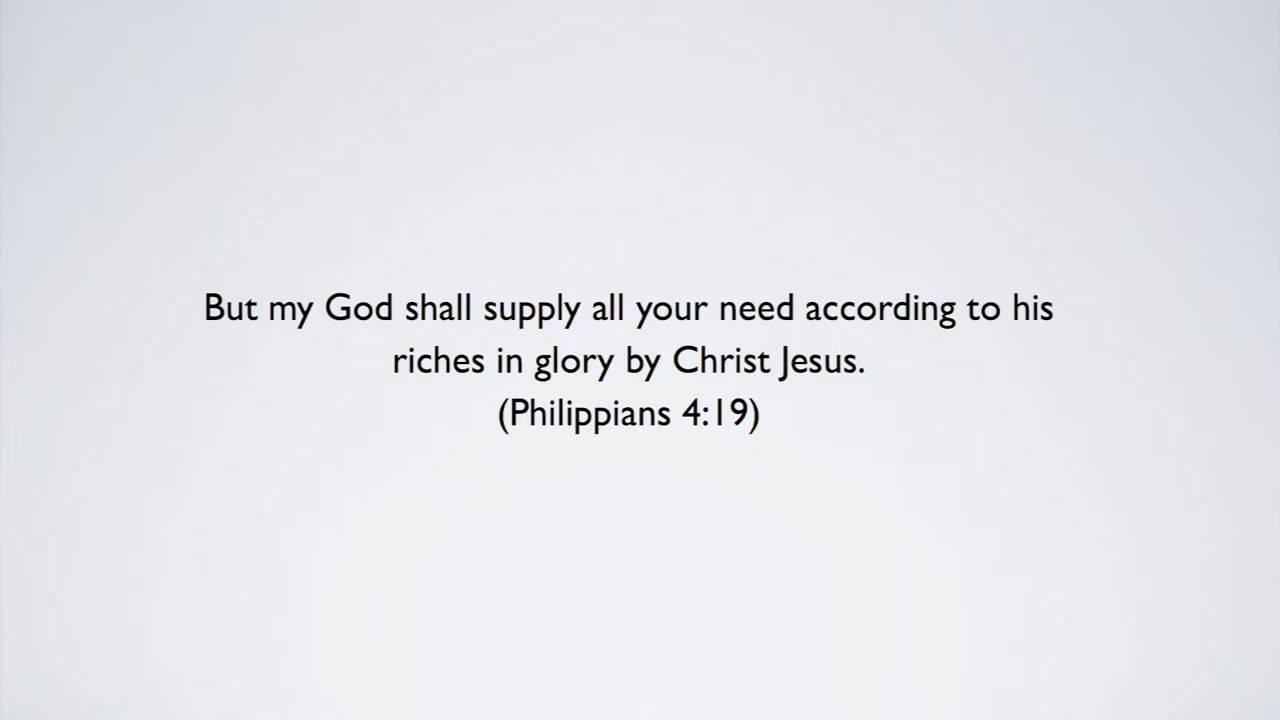 But my God shall supply all your need according to his
riches in glory by Christ Jesus.
(Philippians 4:19)